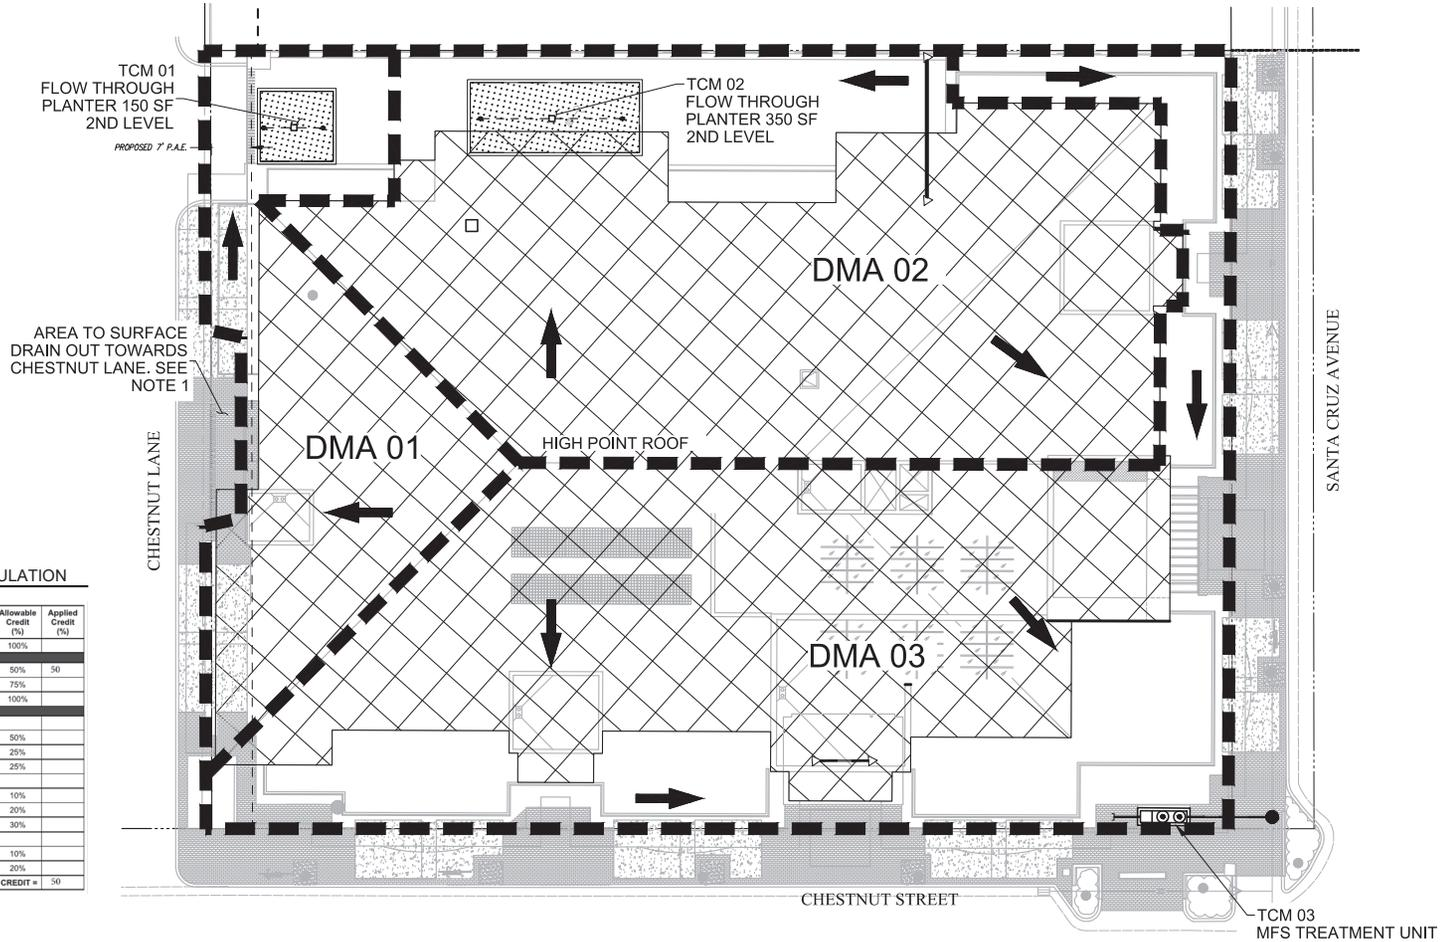 TCM 01
FLOW THROUGH
PLANTER 150 SF
2ND LEVEL
PROPOSED 7' P.A.E.
TCM 02
FLOW THROUGH
PLANTER 350 SF
2ND LEVEL
DMA 02
AREA TO SURFACE
DRAIN OUT TOWARDS
CHESTNUT LANE. SEE
NOTE 1
SANTA CRUZ AVENUE
DMA 01
HIGH POINT ROOF
CHESTNUT LANE
DMA 03
ULATION
Allowable Applied
Credit Credit
(%) (%)
100%
50% 50
75%
100%
50%
25%
25%
10%
20%
30%
10%
20%
CREDIT = 50
CHESTNUT STREET
TCM 03
MFS TREATMENT UNIT